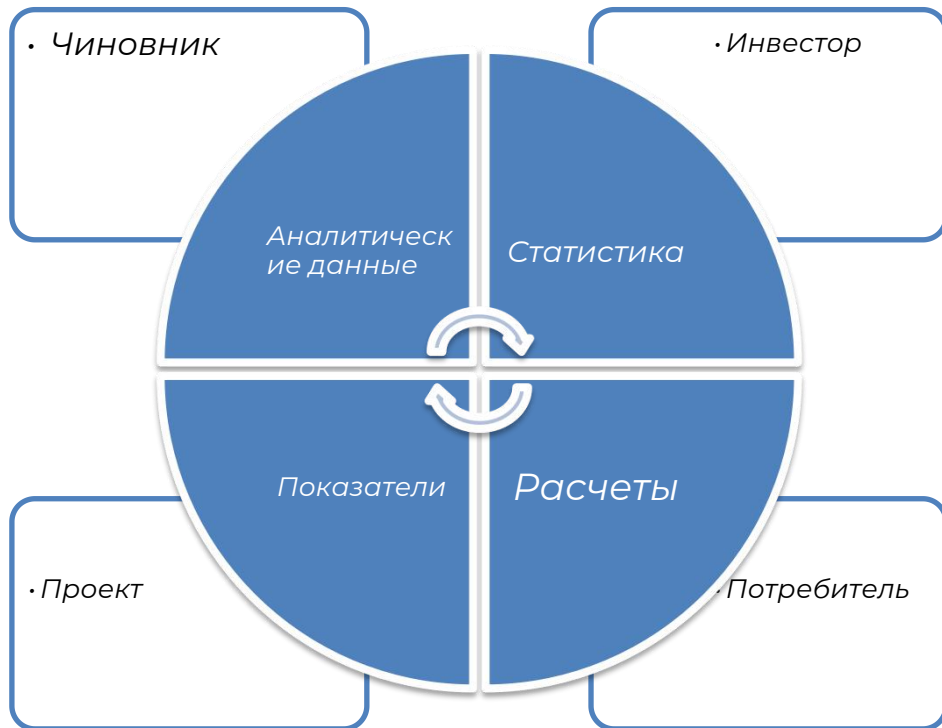 • Чиновник
• Инвестор
Аналитическ
ие данные
Статистика
Показатели
Расчеты
• Проект
• Потребитель